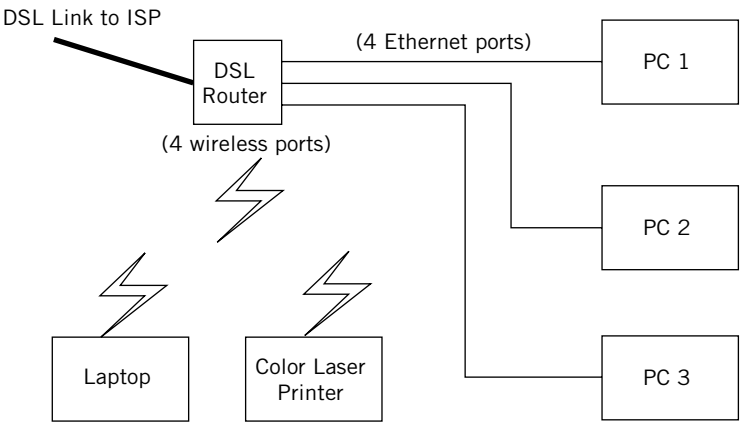 DSL Link to ISP
(4 Ethernet ports)
DSL
Router
PC 1
(4 wireless ports)
PC 2
Laptop
Color Laser
Printer
PC 3